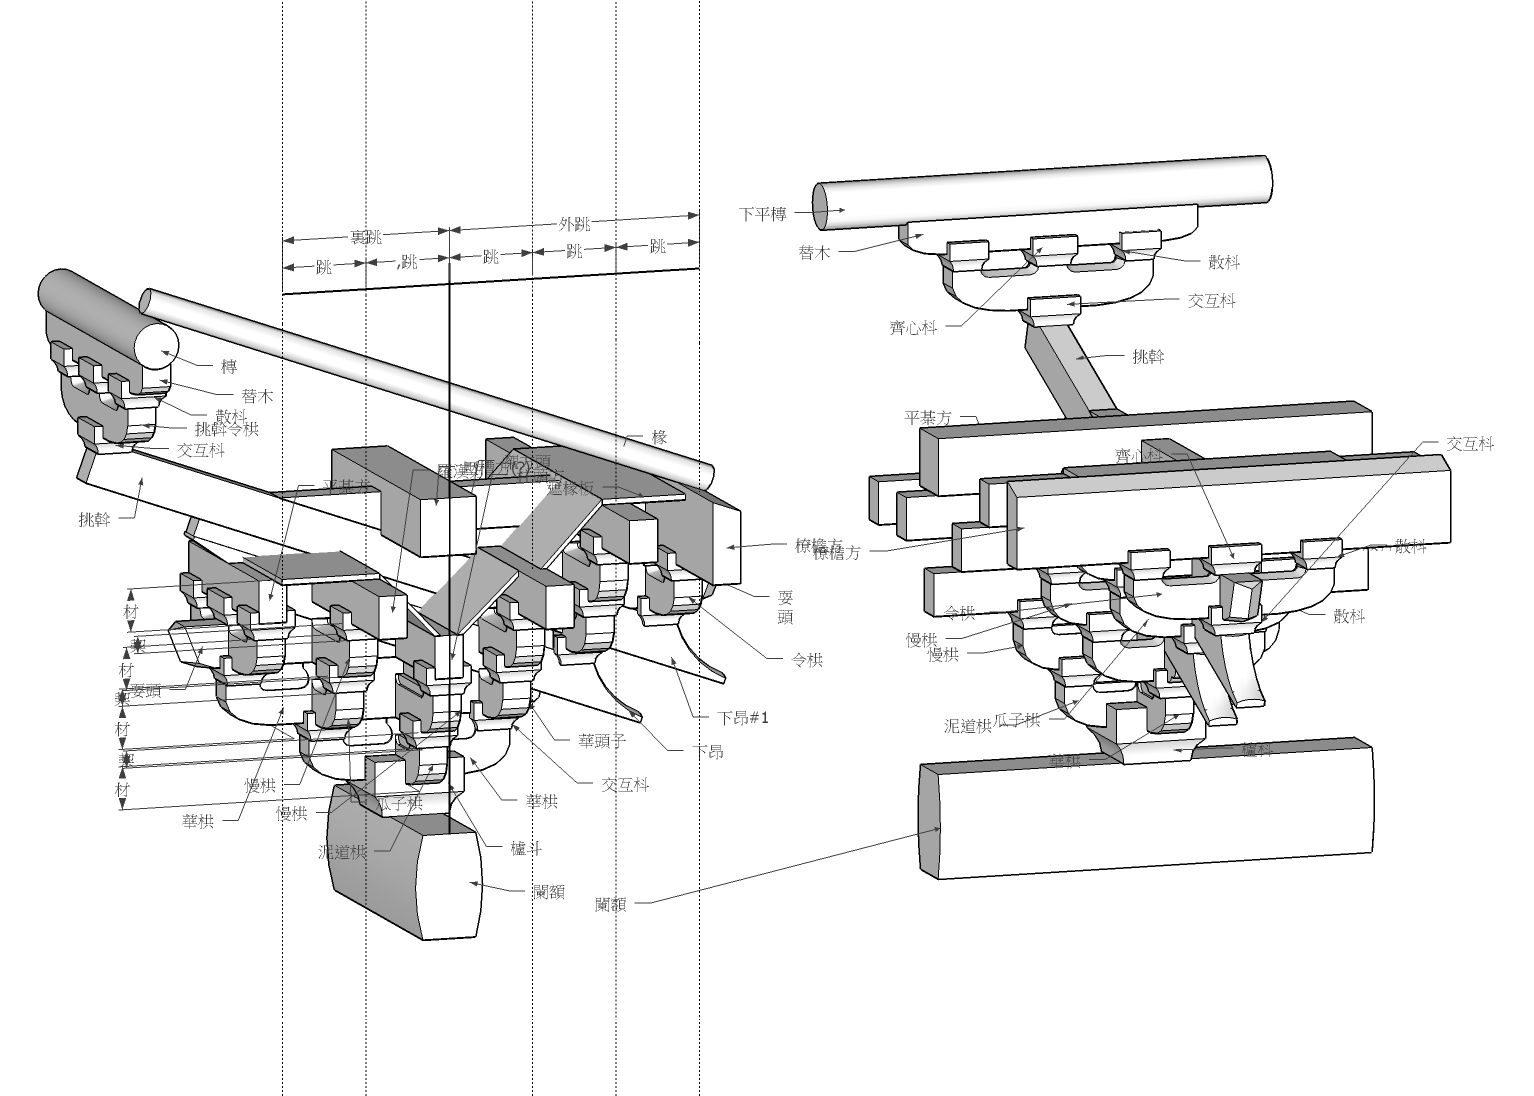 外跳
裏跳
跳
跳
跳
跳
跳
槫
替木
散枓
挑斡令栱
交互枓
挑斡
平棊方
椽
遮椽板
橑檐方
耍
頭
令栱
下昂#1
下昂
華頭子
交互枓
華栱
櫨斗
闌額
材
材
材
材
耍頭
慢栱
慢栱
瓜子栱
華栱
泥道栱
下平槫
替木
散枓
交互枓
齊心枓
挑斡
平棊方
齊心枓
交互枓
橑檐方
散枓
散枓
令栱
慢栱
慢栱
泥道栱
瓜子栱
華栱
櫨枓
闌額